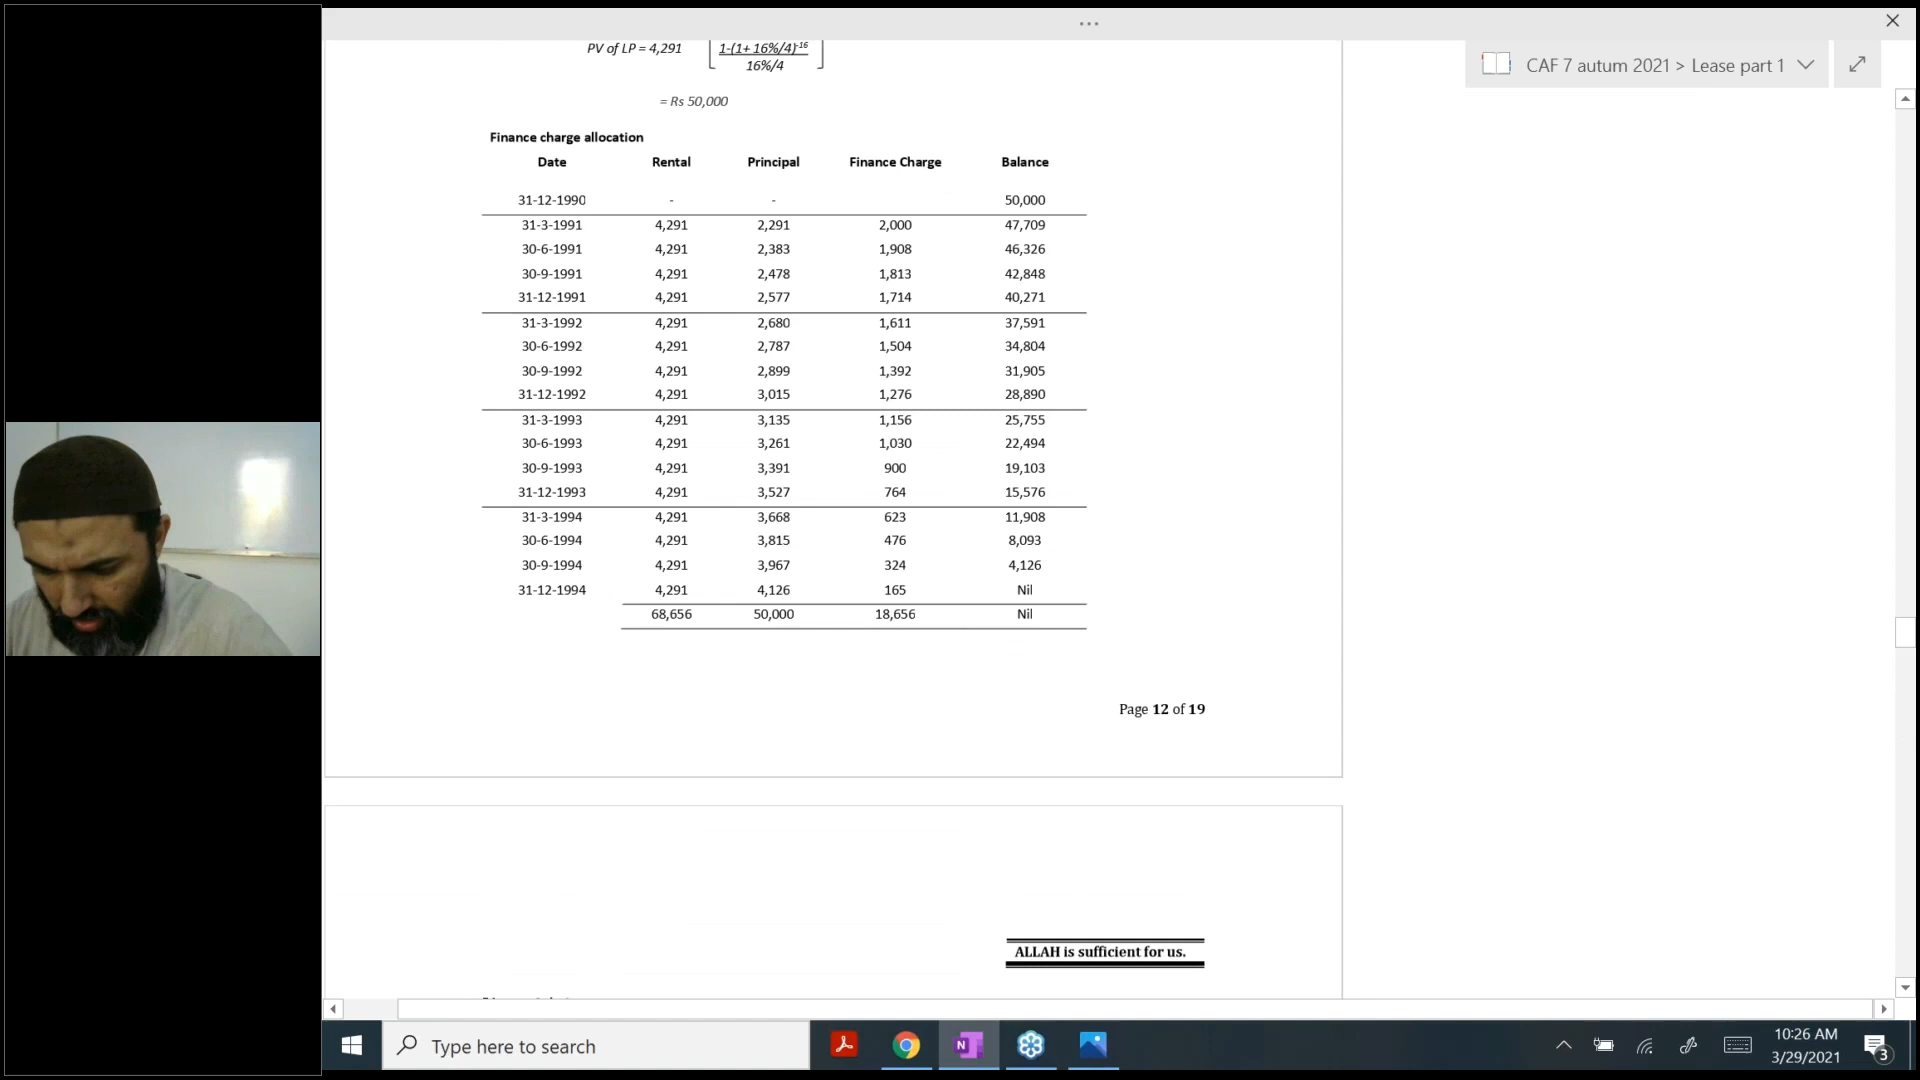 PV of LP = 4,291 1-(1+ 16%/4)-16
16%/4
= Rs 50,000
CAF 7 autum 2021 > Lease part 1
Finance charge allocation
Date Rental Principal Finance Charge Balance
31-12-1990 - - 50,000
31-3-1991 4,291 2,291 2,000 47,709
30-6-1991 4,291 2,383 1,908 46,326
30-9-1991 4,291 2,478 1,813 42,848
31-12-1991 4,291 2,577 1,714 40,271
31-3-1992 4,291 2,680 1,611 37,591
30-6-1992 4,291 2,787 1,504 34,804
30-9-1992 4,291 2,899 1,392 31,905
31-12-1992 4,291 3,015 1,276 28,890
31-3-1993 4,291 3,135 1,156 25,755
30-6-1993 4,291 3,261 1,030 22,494
30-9-1993 4,291 3,391 900 19,103
31-12-1993 4,291 3,527 764 15,576
31-3-1994 4,291 3,668 623 11,908
30-6-1994 4,291 3,815 476 8,093
30-9-1994 4,291 3,967 324 4,126
31-12-1994 4,291 4,126 165 Nil
68,656 50,000 18,656 Nil
Page 12 of 19
ALLAH is sufficient for us.
Type here to search
10:26 AM
3/29/2021
3